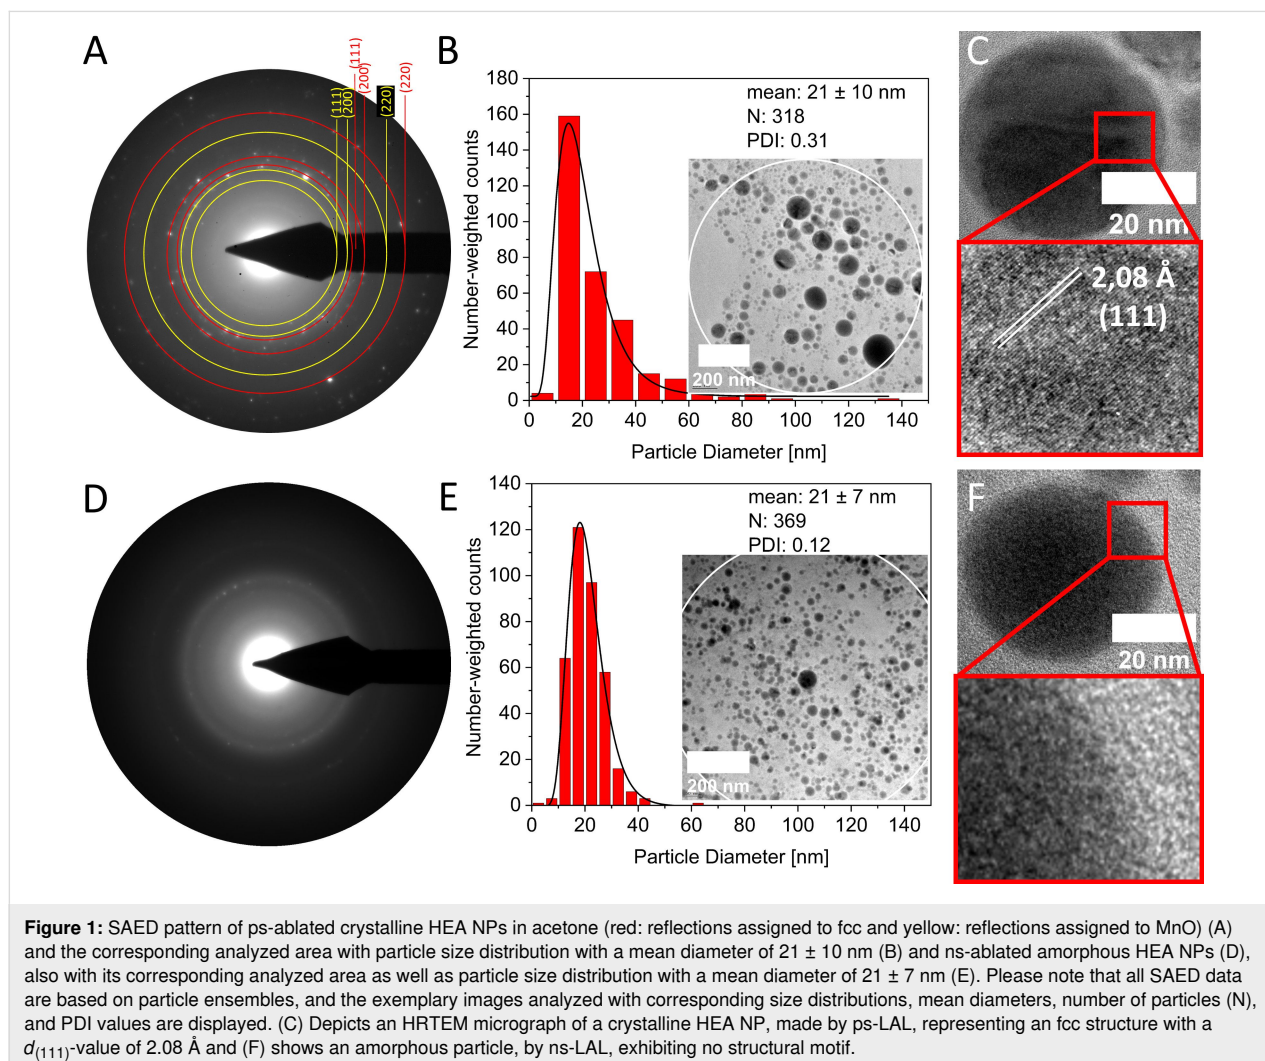 A
(111)
(200)
(220)
(111)
(200)
(220)
B
180
160
140
120
100
80
60
40
20
0
Number-weighted counts
mean: 21 ± 10 nm
N: 318
PDI: 0.31
200 nm
0 20 40 60 80 100 120 140
Particle Diameter [nm]
C
20 nm
2,08 Å
(111)
D
E
140
120
100
80
60
40
20
0
Number-weighted counts
mean: 21 ± 7 nm
N: 369
PDI: 0.12
200 nm
0 20 40 60 80 100 120 140
Particle Diameter [nm]
F
20 nm
Figure 1: SAED pattern of ps-ablated crystalline HEA NPs in acetone (red: reflections assigned to fcc and yellow: reflections assigned to MnO) (A)
and the corresponding analyzed area with particle size distribution with a mean diameter of 21 ± 10 nm (B) and ns-ablated amorphous HEA NPs (D),
also with its corresponding analyzed area as well as particle size distribution with a mean diameter of 21 ± 7 nm (E). Please note that all SAED data
are based on particle ensembles, and the exemplary images analyzed with corresponding size distributions, mean diameters, number of particles (N),
and PDI values are displayed. (C) Depicts an HRTEM micrograph of a crystalline HEA NP, made by ps-LAL, representing an fcc structure with a
d(111)-value of 2.08 Å and (F) shows an amorphous particle, by ns-LAL, exhibiting no structural motif.